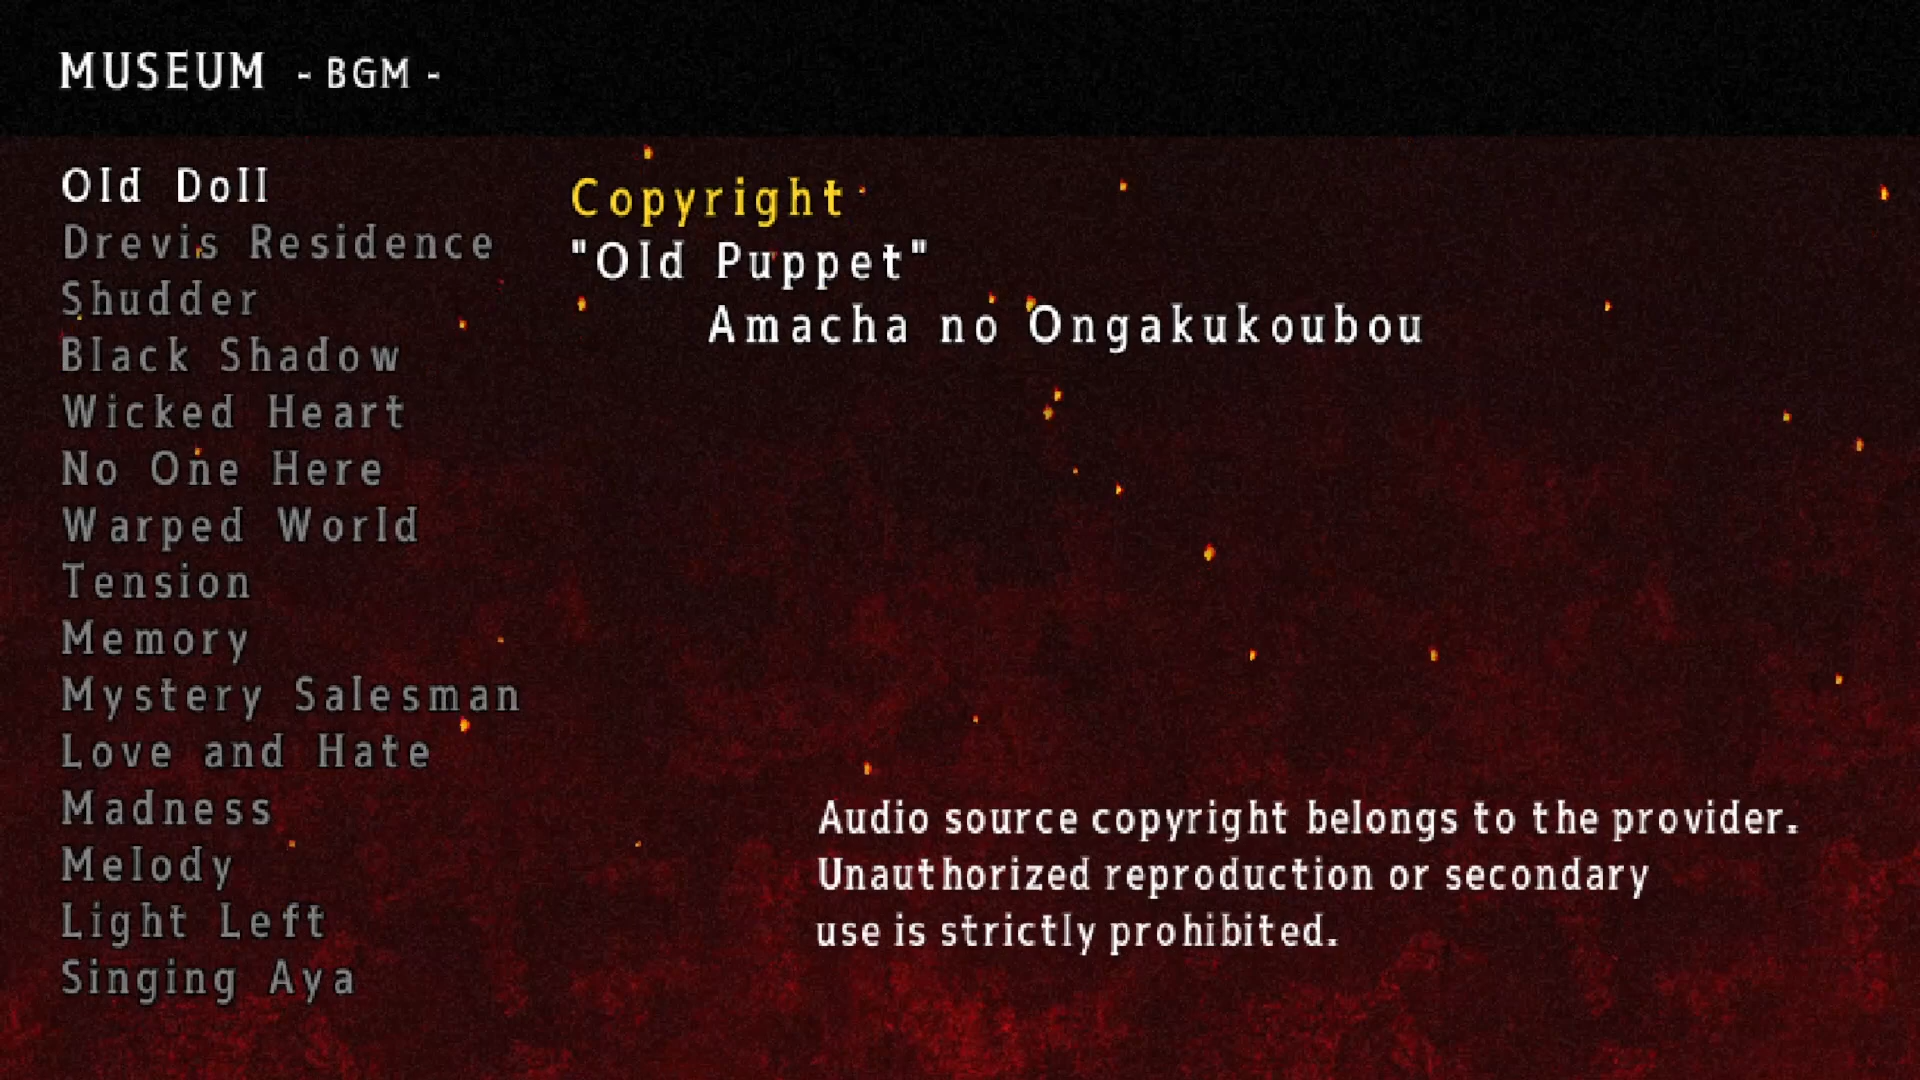 MUSEUM - BGM -
Old Doll
Drevis Residence
Shudder
Black Shadow
Wicked Heart
No One Here
Warped World
Tension
Memory
Mystery Salesman
Love and Hate
Madness
Melody
Light Left
Singing Aya
Copyright
"Old Puppet"
Amacha no Ongakukoubou
Audio source copyright belongs to the provider.
Unauthorized reproduction or secondary
use is strictly prohibited.